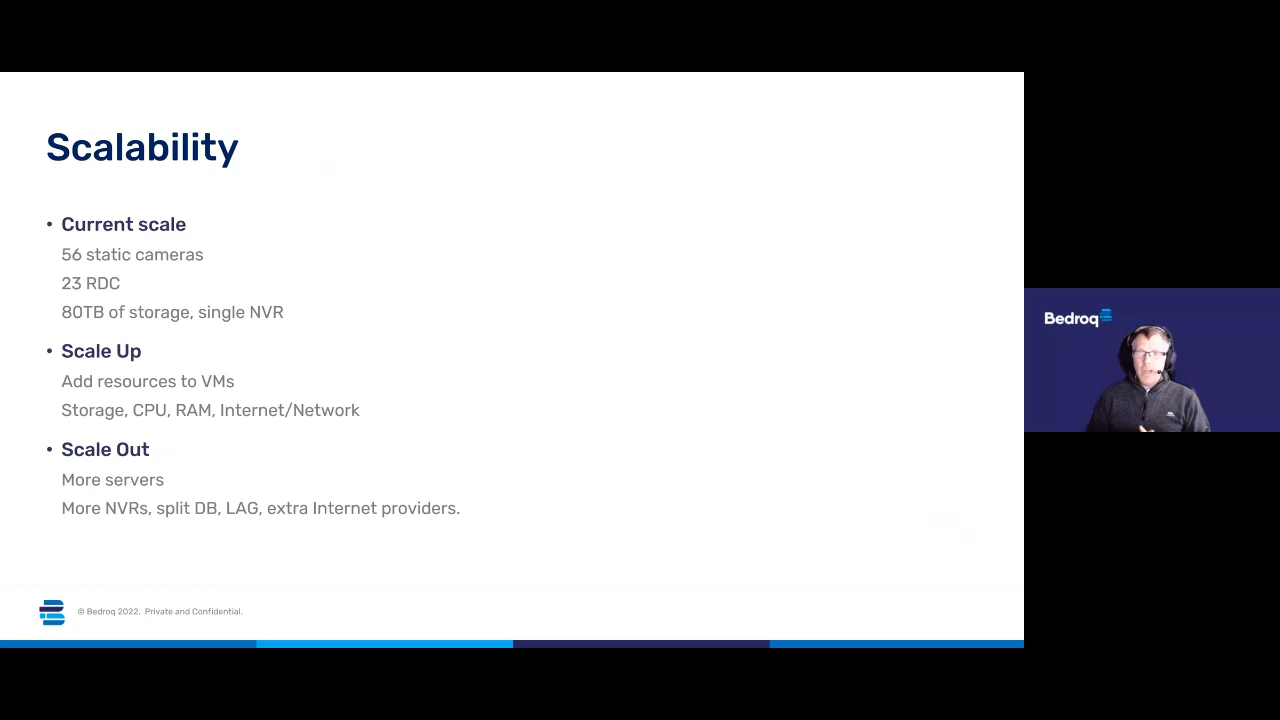 Scalability
• Current scale
56 static cameras
23 RDC
80TB of storage, single NVR
• Scale Up
Add resources to VMs
Storage, CPU, RAM, Internet/Network
• Scale Out
More servers
More NVRs, split DB, LAG, extra Internet providers.
© Bedroq 2022. Private and Confidential.
Bedroq